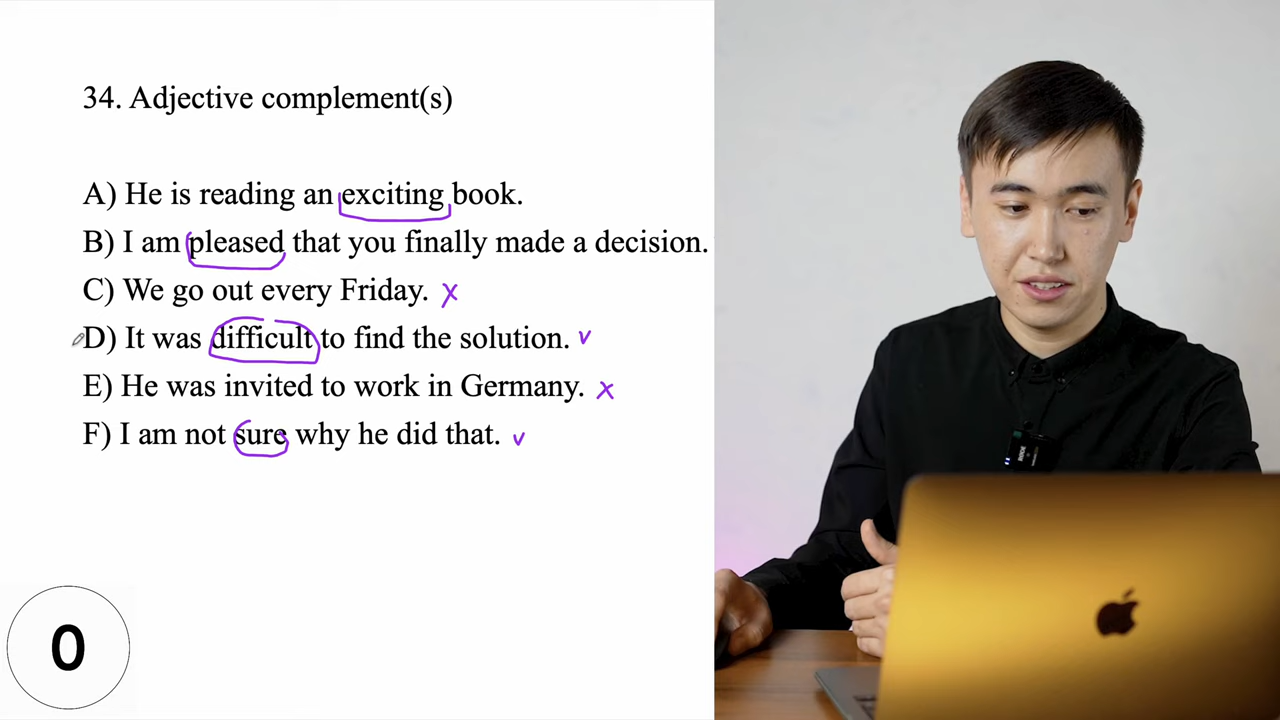 34. Adjective complement(s)
A) He is reading an exciting book.
B) I am pleased that you finally made a decision.
C) We go out every Friday. x
D) It was difficult to find the solution. v
E) He was invited to work in Germany. x
F) I am not sure why he did that. v
0